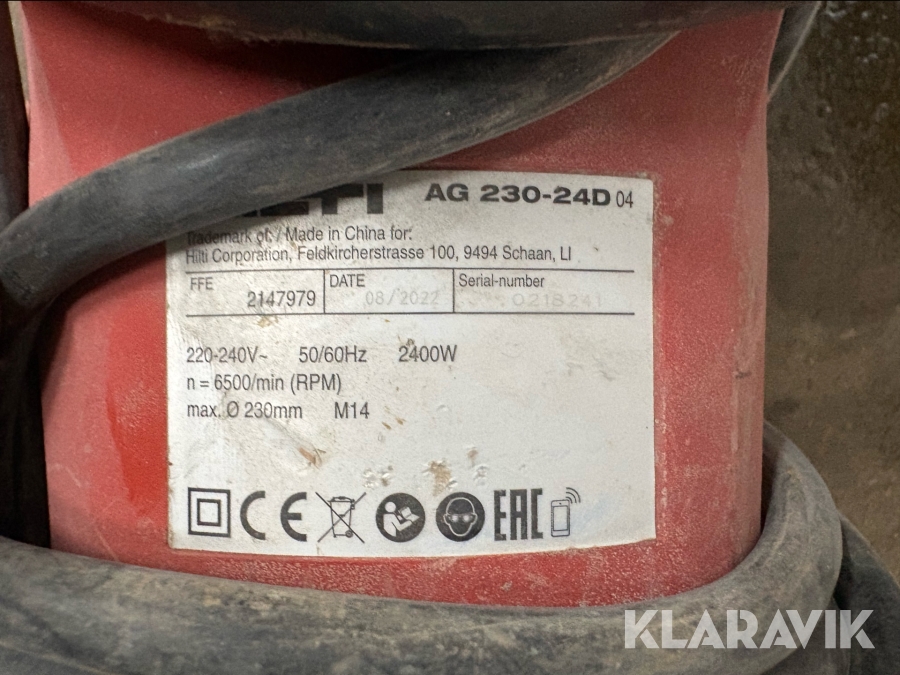 AG 230-24D 04
Trademark of: / Made in China for:
Hilti Corporation, Feldkircherstrasse 100, 9494 Schaan, LI
FFE 2147979 DATE 08/2022 Serial-number 0218241
220-240V~ 50/60Hz 2400W
n = 6500/min (RPM)
max. Ø 230mm M14
CE EAC
KLARAVIK